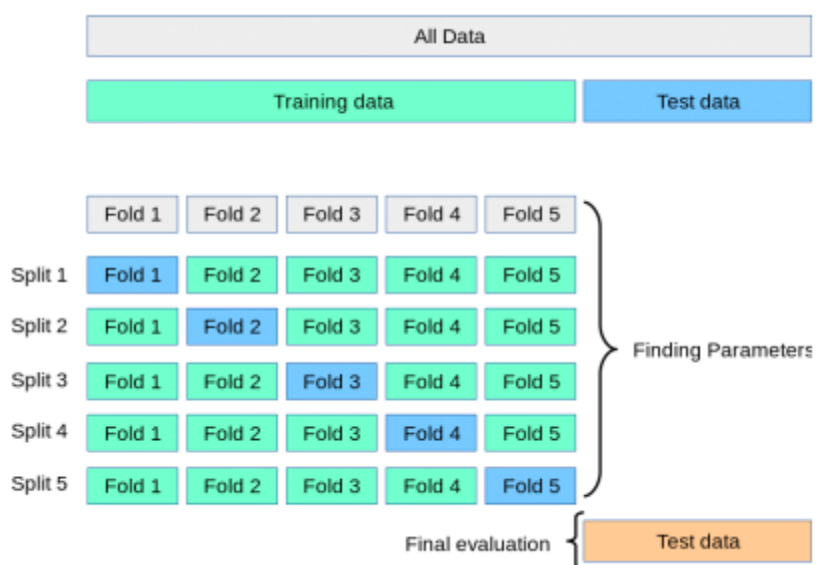 All Data
Training data Test data
Fold 1 Fold 2 Fold 3 Fold 4 Fold 5
Split 1 Fold 1 Fold 2 Fold 3 Fold 4 Fold 5
Split 2 Fold 1 Fold 2 Fold 3 Fold 4 Fold 5
Finding Parameters
Split 3 Fold 1 Fold 2 Fold 3 Fold 4 Fold 5
Split 4 Fold 1 Fold 2 Fold 3 Fold 4 Fold 5
Split 5 Fold 1 Fold 2 Fold 3 Fold 4 Fold 5
Final evaluation Test data